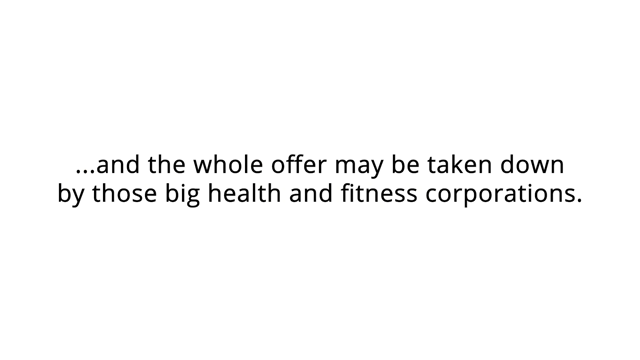 ...and the whole offer may be taken down
by those big health and fitness corporations.